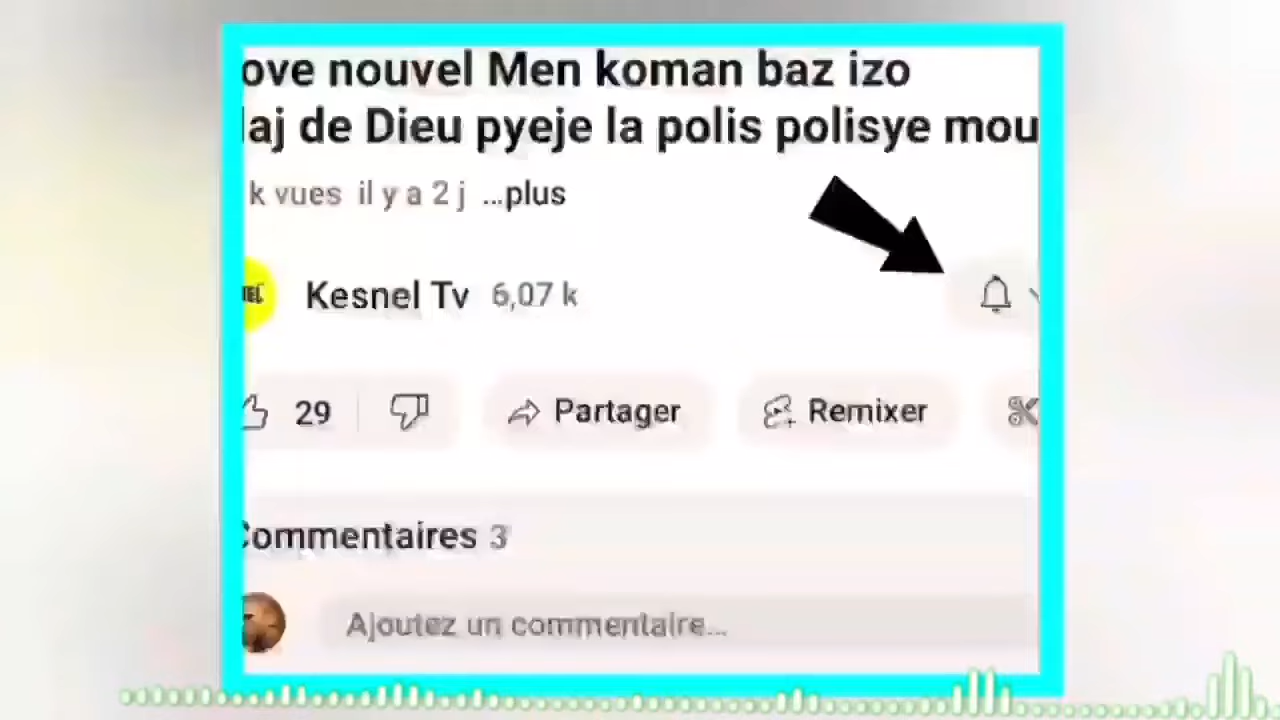 ove nouvel Men koman baz izo
laj de Dieu pyeje la polis polisye mou
k vues il y a 2 j ...plus
Kesnel Tv 6,07 k
29 Partager Remixer
Commentaires 3
Ajoutez un commentaire...